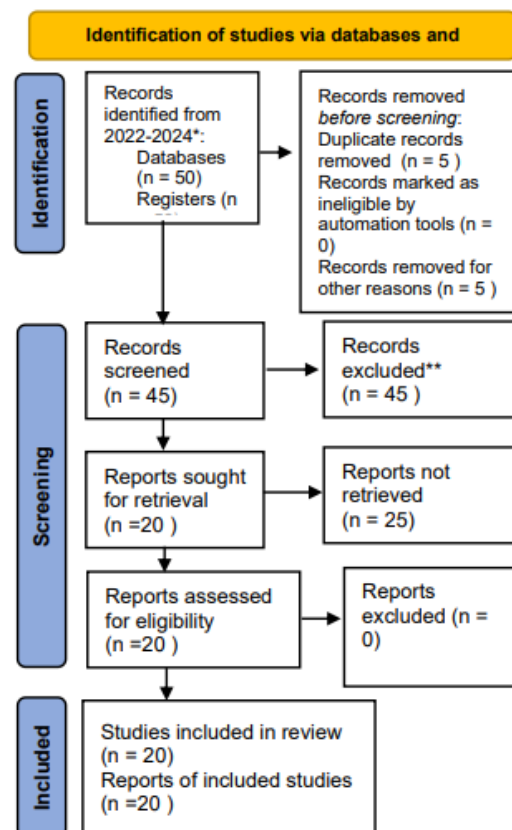 Identification of studies via databases and
Identification
Records
identified from
2022-2024*:
Databases
(n = 50)
Registers (n
Records removed
before screening:
Duplicate records
removed (n = 5 )
Records marked as
ineligible by
automation tools (n =
0)
Records removed for
other reasons (n = 5 )
Screening
Records
screened
(n = 45)
Records
excluded**
(n = 45 )
Reports sought
for retrieval
(n =20 )
Reports not
retrieved
(n = 25)
Reports assessed
for eligibility
(n =20 )
Reports
excluded (n =
0)
Included
Studies included in review
(n = 20)
Reports of included studies
(n =20 )